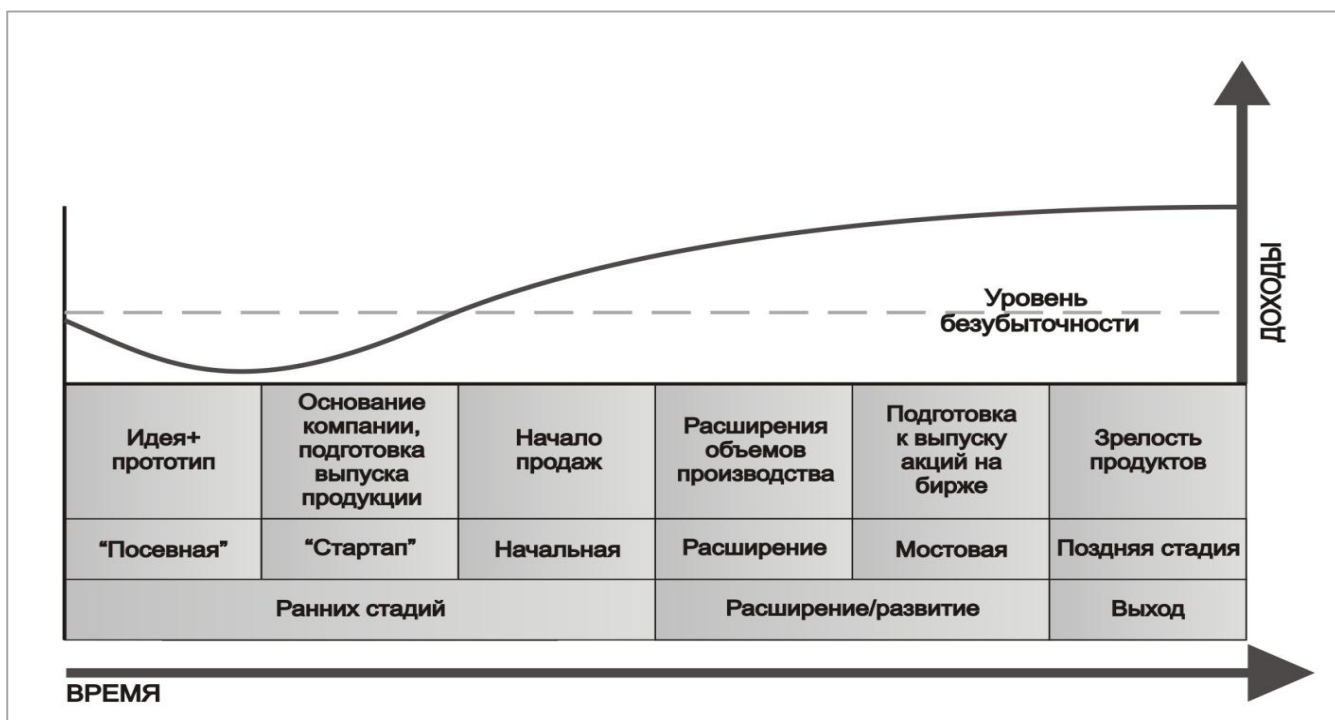 ДОХОДЫ
Уровень
безубыточности
Идея+
прототип
Основание
компании,
подготовка
выпуска
продукции
Начало
продаж
Расширения
объемов
производства
Подготовка
к выпуску
акций на
бирже
Зрелость
продуктов
“Посевная”
“Стартап”
Начальная
Расширение
Мостовая
Поздняя стадия
Ранних стадий
Расширение/развитие
Выход
ВРЕМЯ